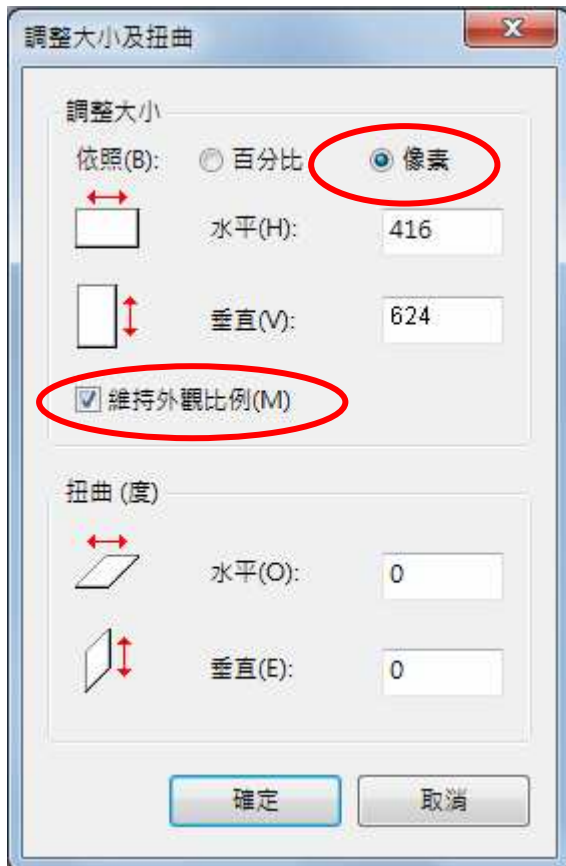 調整大小及扭曲
調整大小
依照(B): 百分比 像素
水平(H): 416
垂直(V): 624
維持外觀比例(M)
扭曲 (度)
水平(O): 0
垂直(E): 0
確定 取消